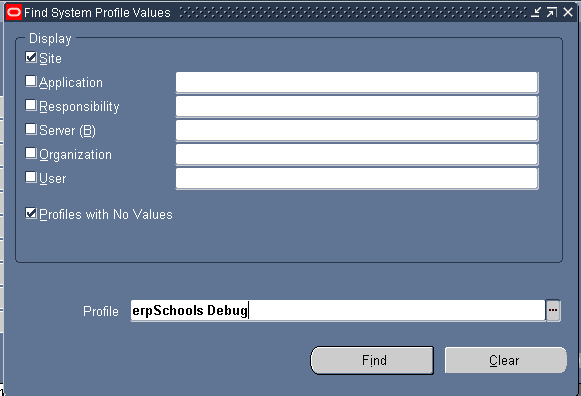 Find System Profile Values
Display
Site
Application
Responsibility
Server (B)
Organization
User
Profiles with No Values
Profile erpSchools Debug ...
Find Clear